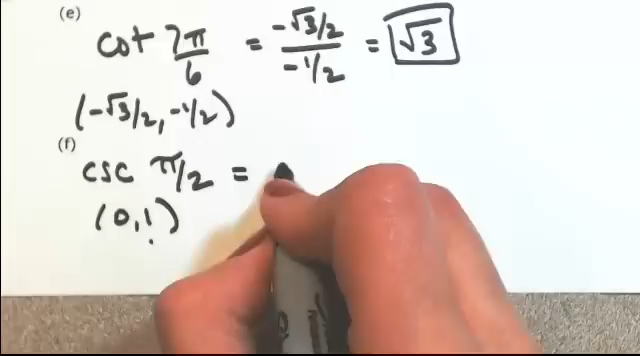 (e)
cot 7π/6 = (-√3/2)/(-1/2) = √3
(-√3/2, -1/2)
(f)
csc π/2 =
(0, 1)